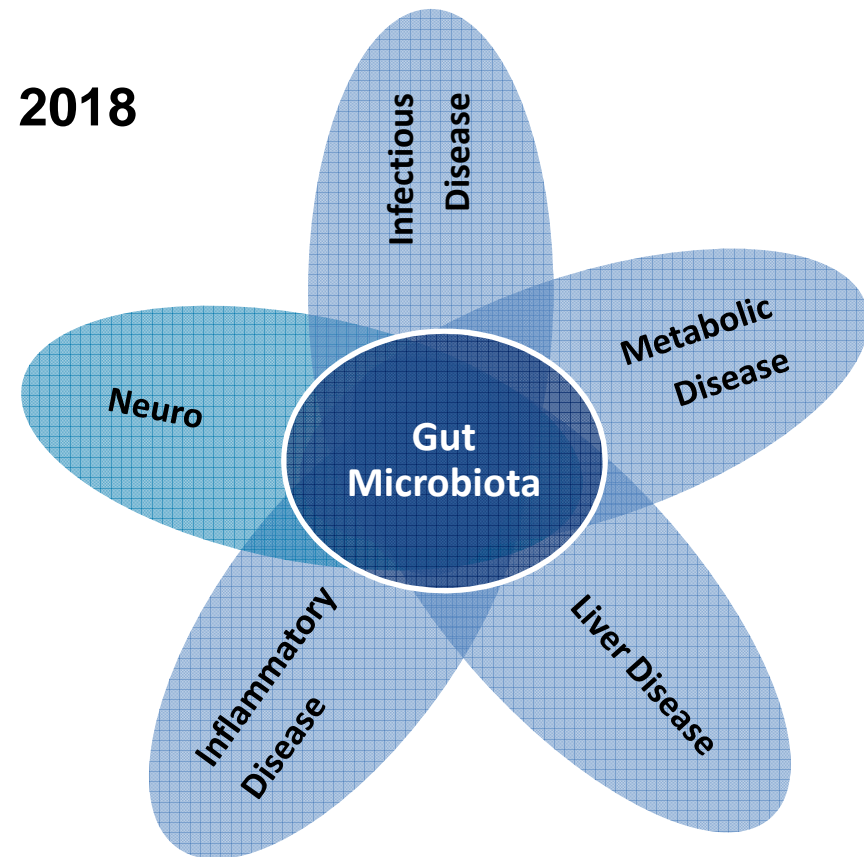 2018
Infectious
Disease
Metabolic
Disease
Neuro
Gut
Microbiota
Liver Disease
Inflammatory
Disease